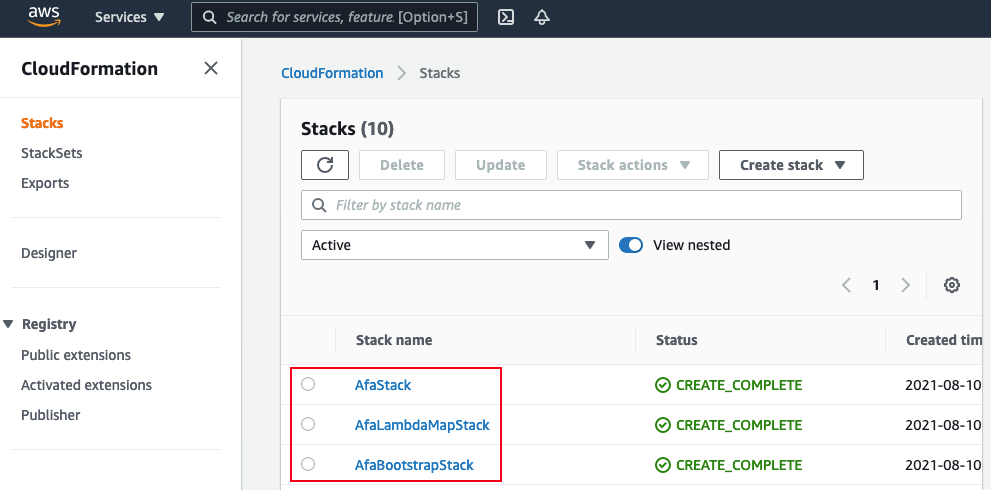 aws Services Search for services, feature. [Option+S]
CloudFormation
Stacks
StackSets
Exports
Designer
Registry
Public extensions
Activated extensions
Publisher
CloudFormation Stacks
Stacks (10)
Delete Update Stack actions Create stack
Filter by stack name
Active View nested
1
Stack name Status Created tim
AfaStack CREATE_COMPLETE 2021-08-10
AfaLambdaMapStack CREATE_COMPLETE 2021-08-10
AfaBootstrapStack CREATE_COMPLETE 2021-08-10